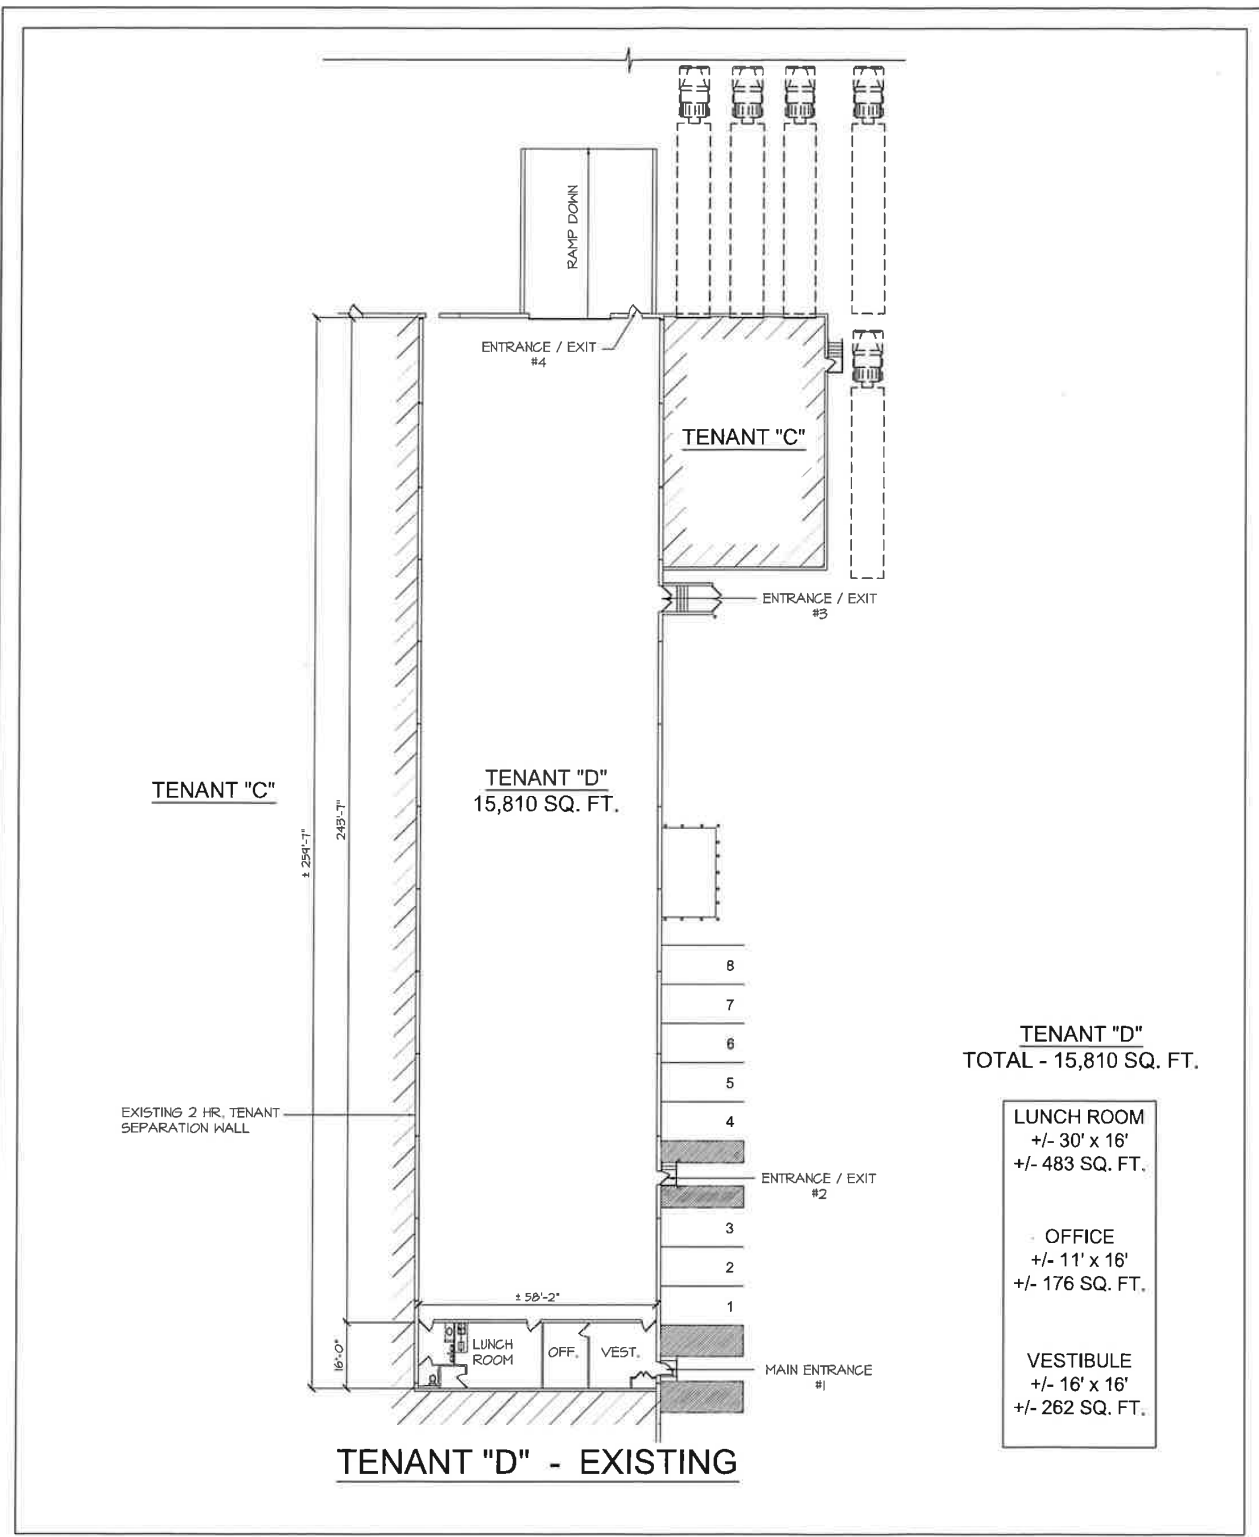 RAMP DOWN
ENTRANCE / EXIT
#4
TENANT "C"
ENTRANCE / EXIT
#3
TENANT "C"
TENANT "D"
15,810 SQ. FT.
± 259'-7"
243'-7"
8
7
6
5
4
EXISTING 2 HR. TENANT
SEPARATION WALL
ENTRANCE / EXIT
#2
3
2
1
± 58'-2"
16'-0"
LUNCH
ROOM
OFF.
VEST.
MAIN ENTRANCE
#1
TENANT "D"
TOTAL - 15,810 SQ. FT.
LUNCH ROOM
+/- 30' x 16'
+/- 483 SQ. FT.
OFFICE
+/- 11' x 16'
+/- 176 SQ. FT.
VESTIBULE
+/- 16' x 16'
+/- 262 SQ. FT.
TENANT "D" - EXISTING